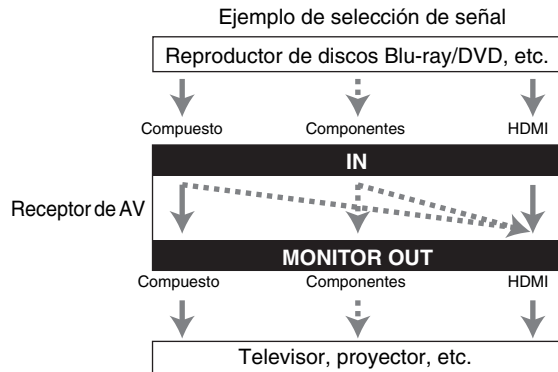 Ejemplo de selección de señal
Reproductor de discos Blu-ray/DVD, etc.
Compuesto Componentes HDMI
IN
Receptor de AV
MONITOR OUT
Compuesto Componentes HDMI
Televisor, proyector, etc.